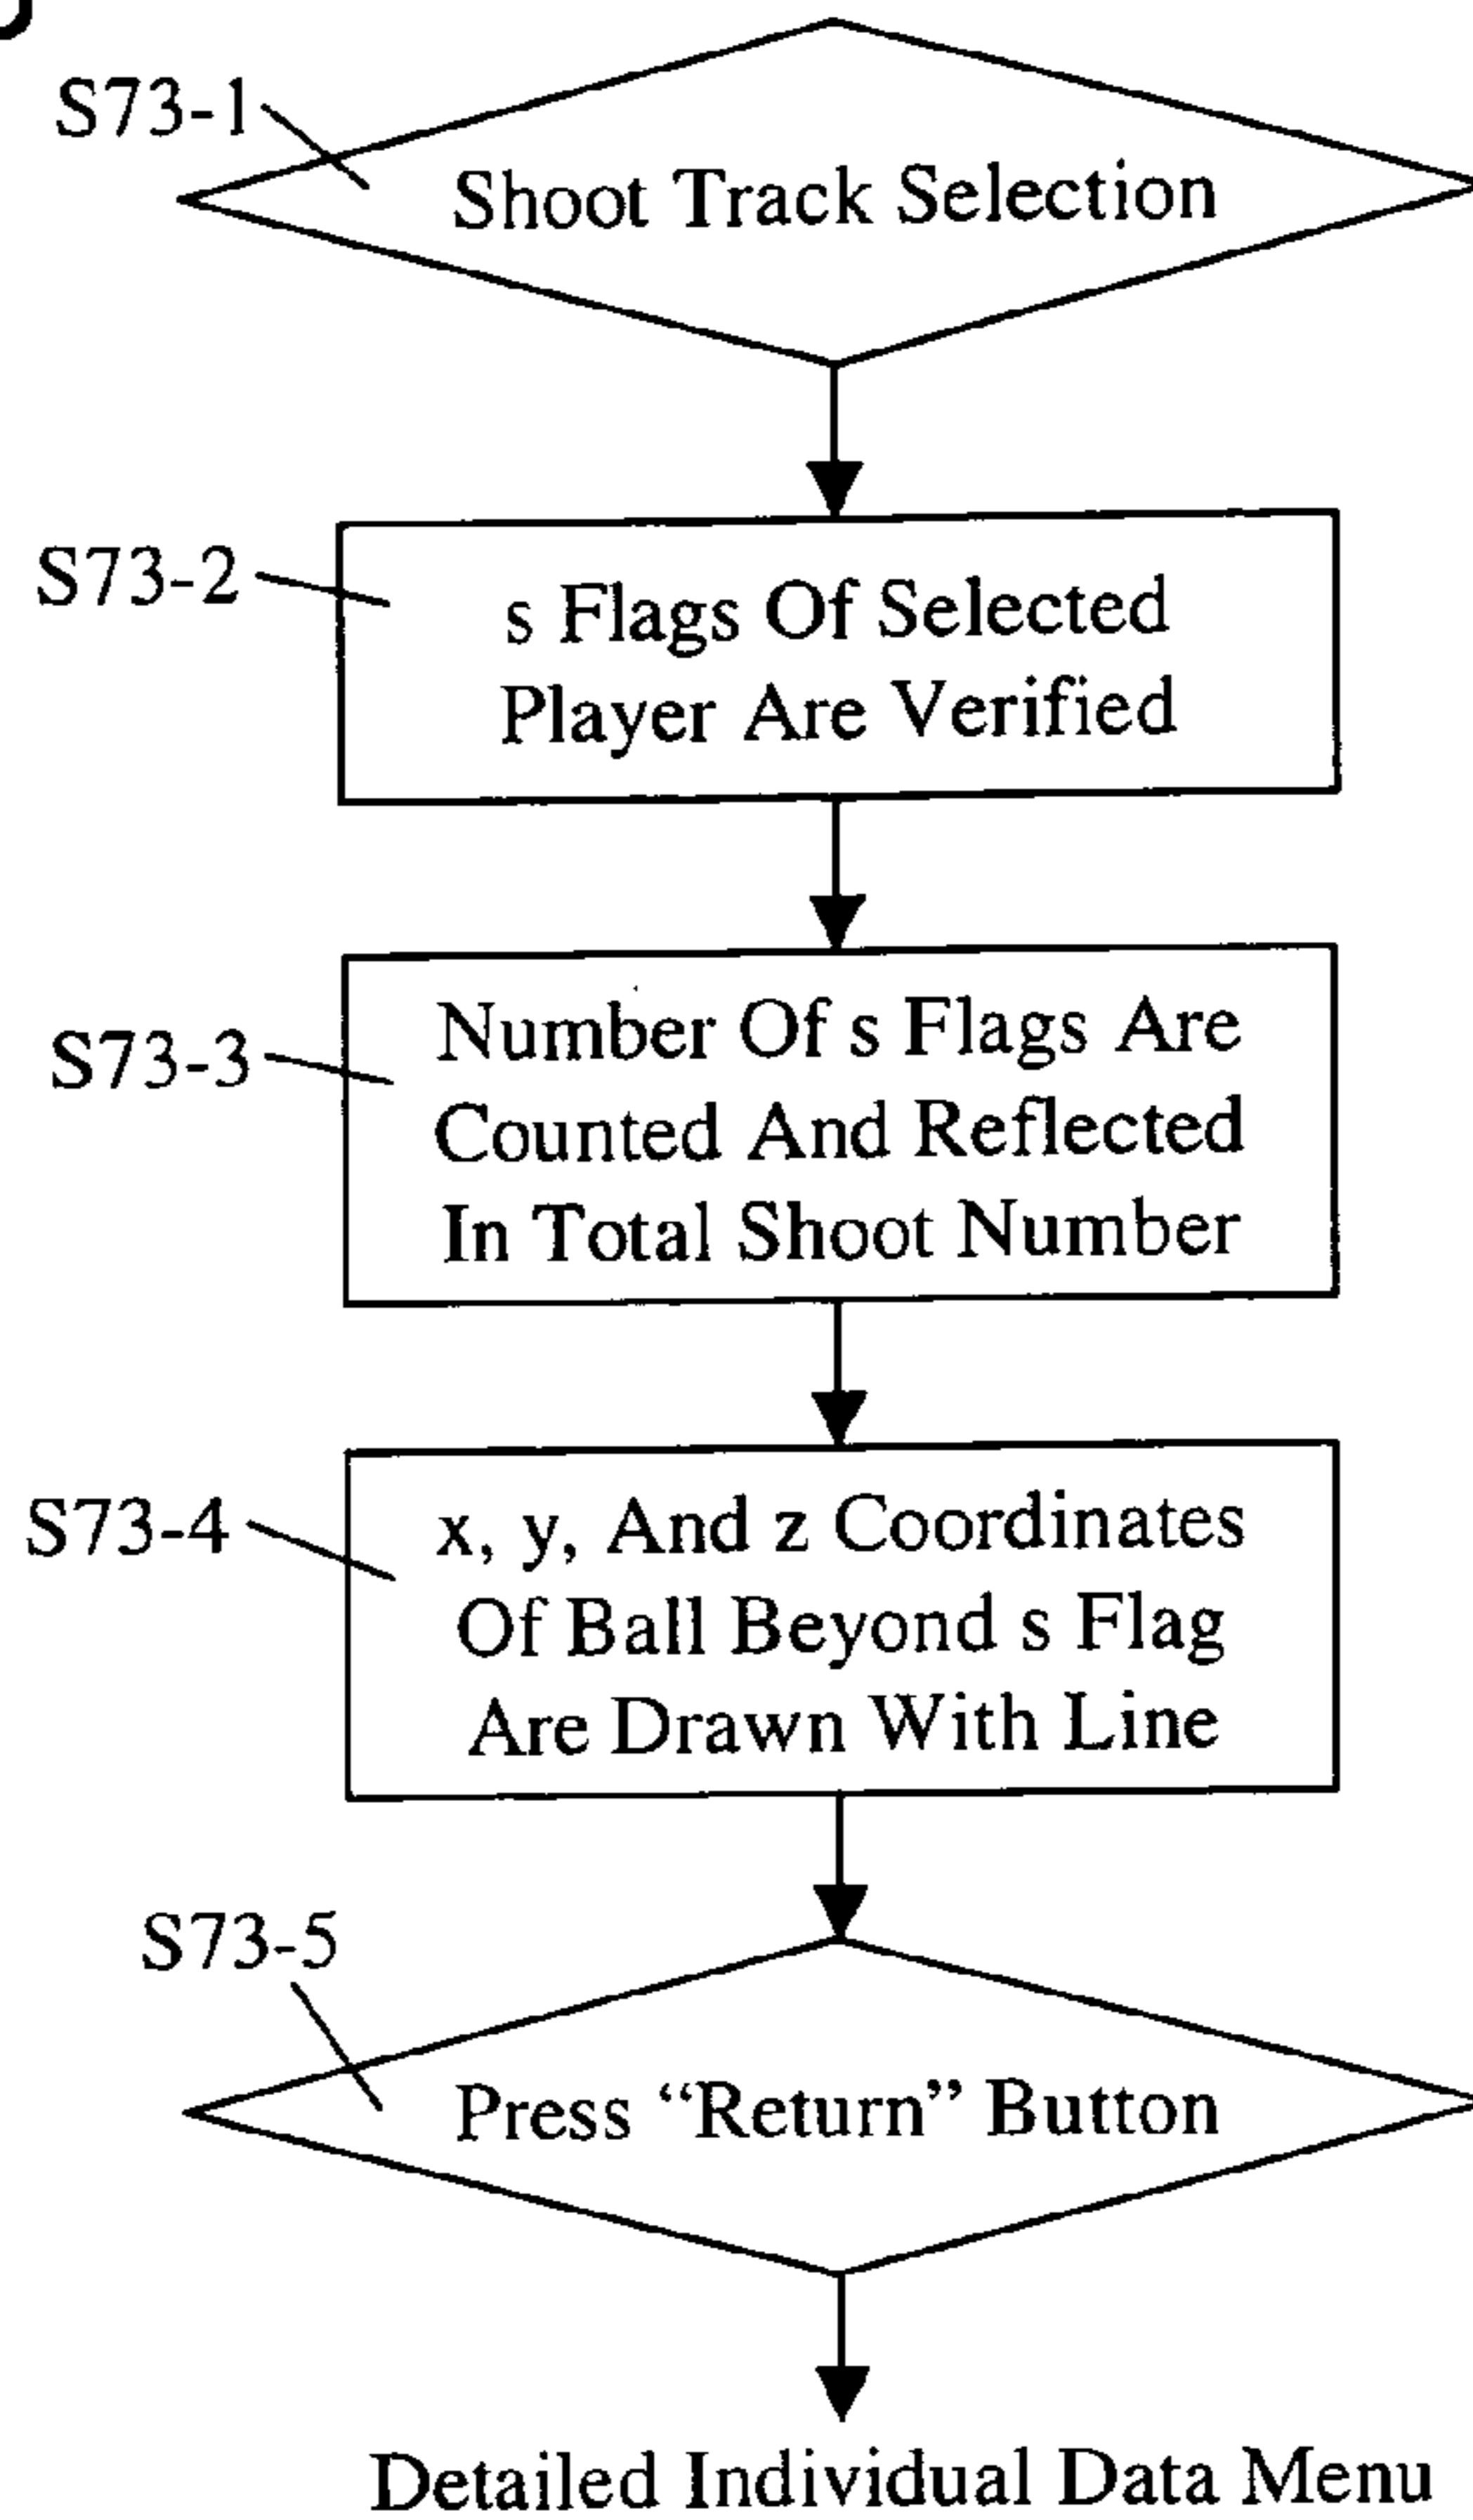 S73-1
Shoot Track Selection
S73-2
s Flags Of Selected
Player Are Verified
S73-3
Number Of s Flags Are
Counted And Reflected
In Total Shoot Number
S73-4
x, y, And z Coordinates
Of Ball Beyond s Flag
Are Drawn With Line
S73-5
Press “Return” Button
Detailed Individual Data Menu